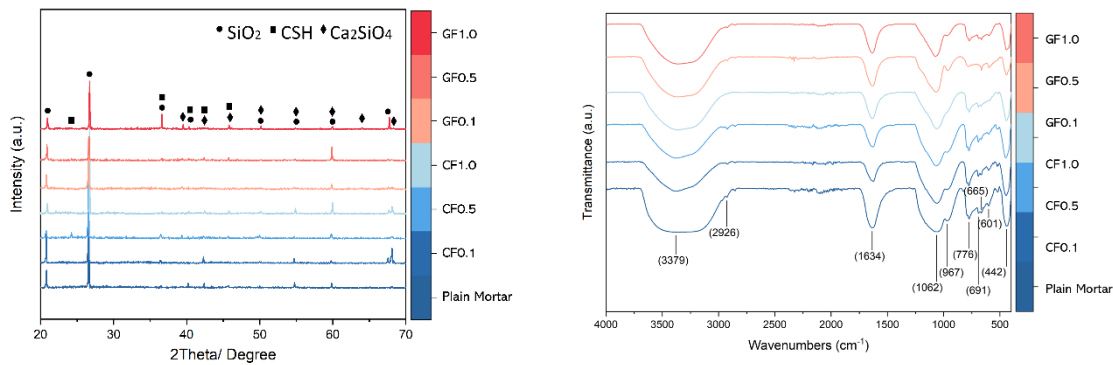 SiO2 CSH Ca2SiO4
Intensity (a.u.)
20 30 40 50 60 70
2Theta/ Degree
GF1.0
GF0.5
GF0.1
CF1.0
CF0.5
CF0.1
Plain Mortar
Transmittance (a.u.)
(3379)
(2926)
(1634)
(1062)
(967)
(776)
(691)
(665)
(601)
(442)
4000 3500 3000 2500 2000 1500 1000 500
Wavenumbers (cm-1)
GF1.0
GF0.5
GF0.1
CF1.0
CF0.5
CF0.1
Plain Mortar